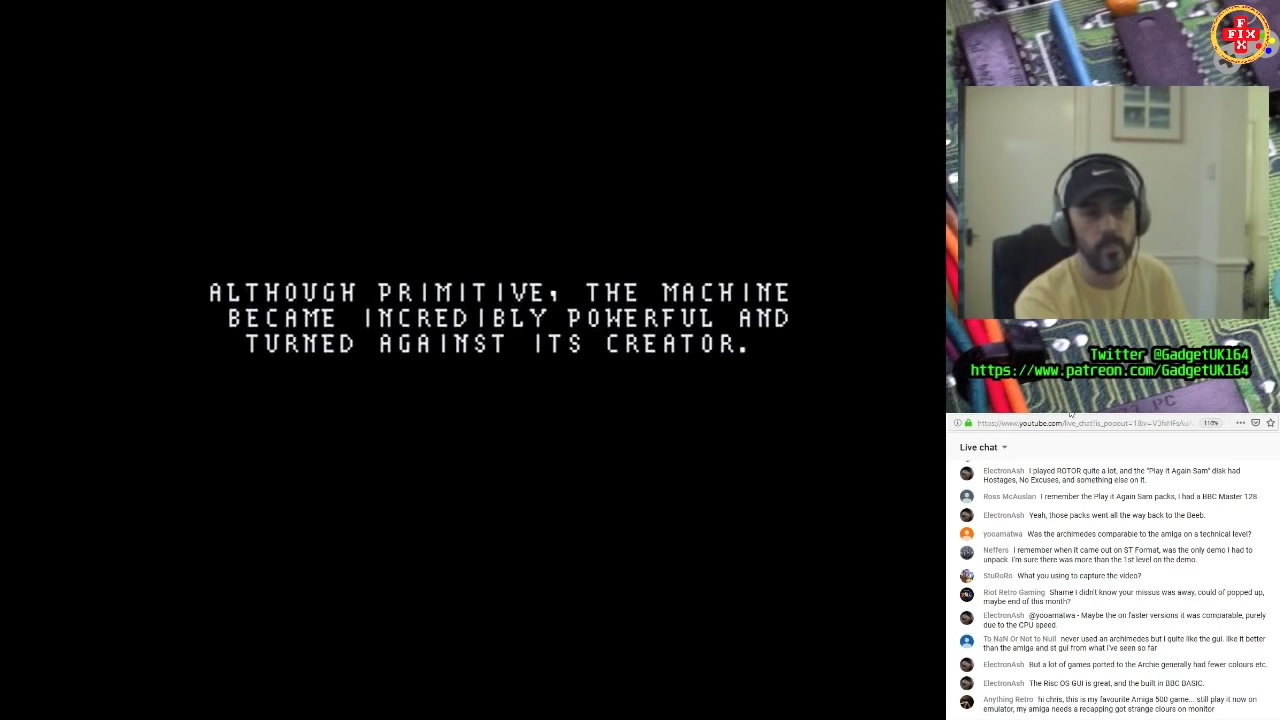 ALTHOUGH PRIMITIVE, THE MACHINE
BECAME INCREDIBLY POWERFUL AND
TURNED AGAINST ITS CREATOR.
F
FIX
X
Twitter @GadgetUK164
https://www.patreon.com/GadgetUK164
PC
110%
Live chat
ElectronAsh I played ROTOR quite a lot, and the "Play It Again Sam" disk had
Hostages, No Excuses, and something else on it.
Ross McAuslan I remember the Play it Again Sam packs, I had a BBC Master 128
ElectronAsh Yeah, those packs went all the way back to the Beeb.
yooamatwa Was the archimedes comparable to the amiga on a technical level?
Neffers I remember when it came out on ST Format, was the only demo I had to
unpack. I'm sure there was more than the 1st level on the demo.
StuRoRo What you using to capture the video?
Riot Retro Gaming Shame I didn't know your missus was away, could of popped up,
maybe end of this month?
ElectronAsh @yooamatwa - Maybe the on faster versions it was comparable, purely
due to the CPU speed.
To NaN Or Not to Null never used an archimedes but i quite like the gui. like it better
than the amiga and st gui from what I've seen so far
ElectronAsh But a lot of games ported to the Archie generally had fewer colours etc.
ElectronAsh The Risc OS GUI is great, and the built in BBC BASIC.
Anything Retro hi chris, this is my favourite Amiga 500 game... still play it now on
emulator, my amiga needs a recapping got strange clours on monitor